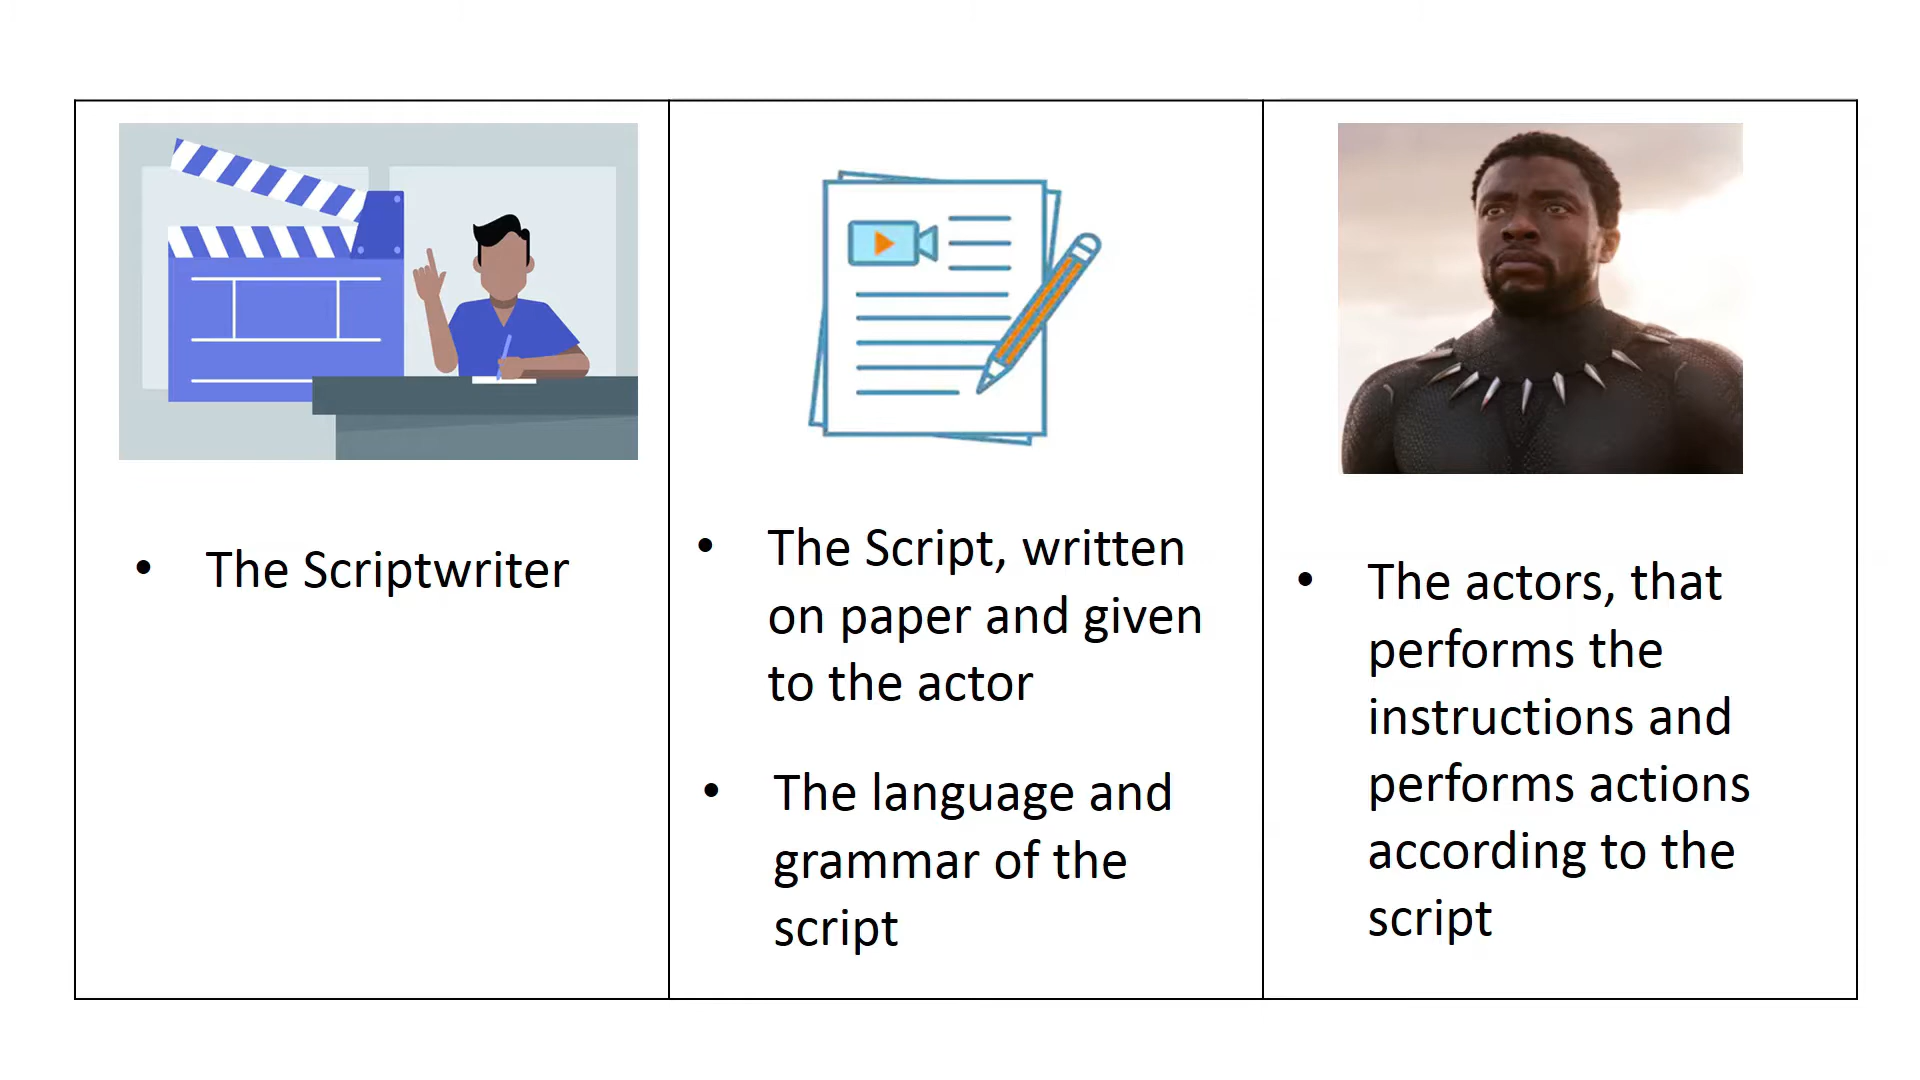 • The Scriptwriter
• The Script, written
on paper and given
to the actor
• The language and
grammar of the
script
• The actors, that
performs the
instructions and
performs actions
according to the
script